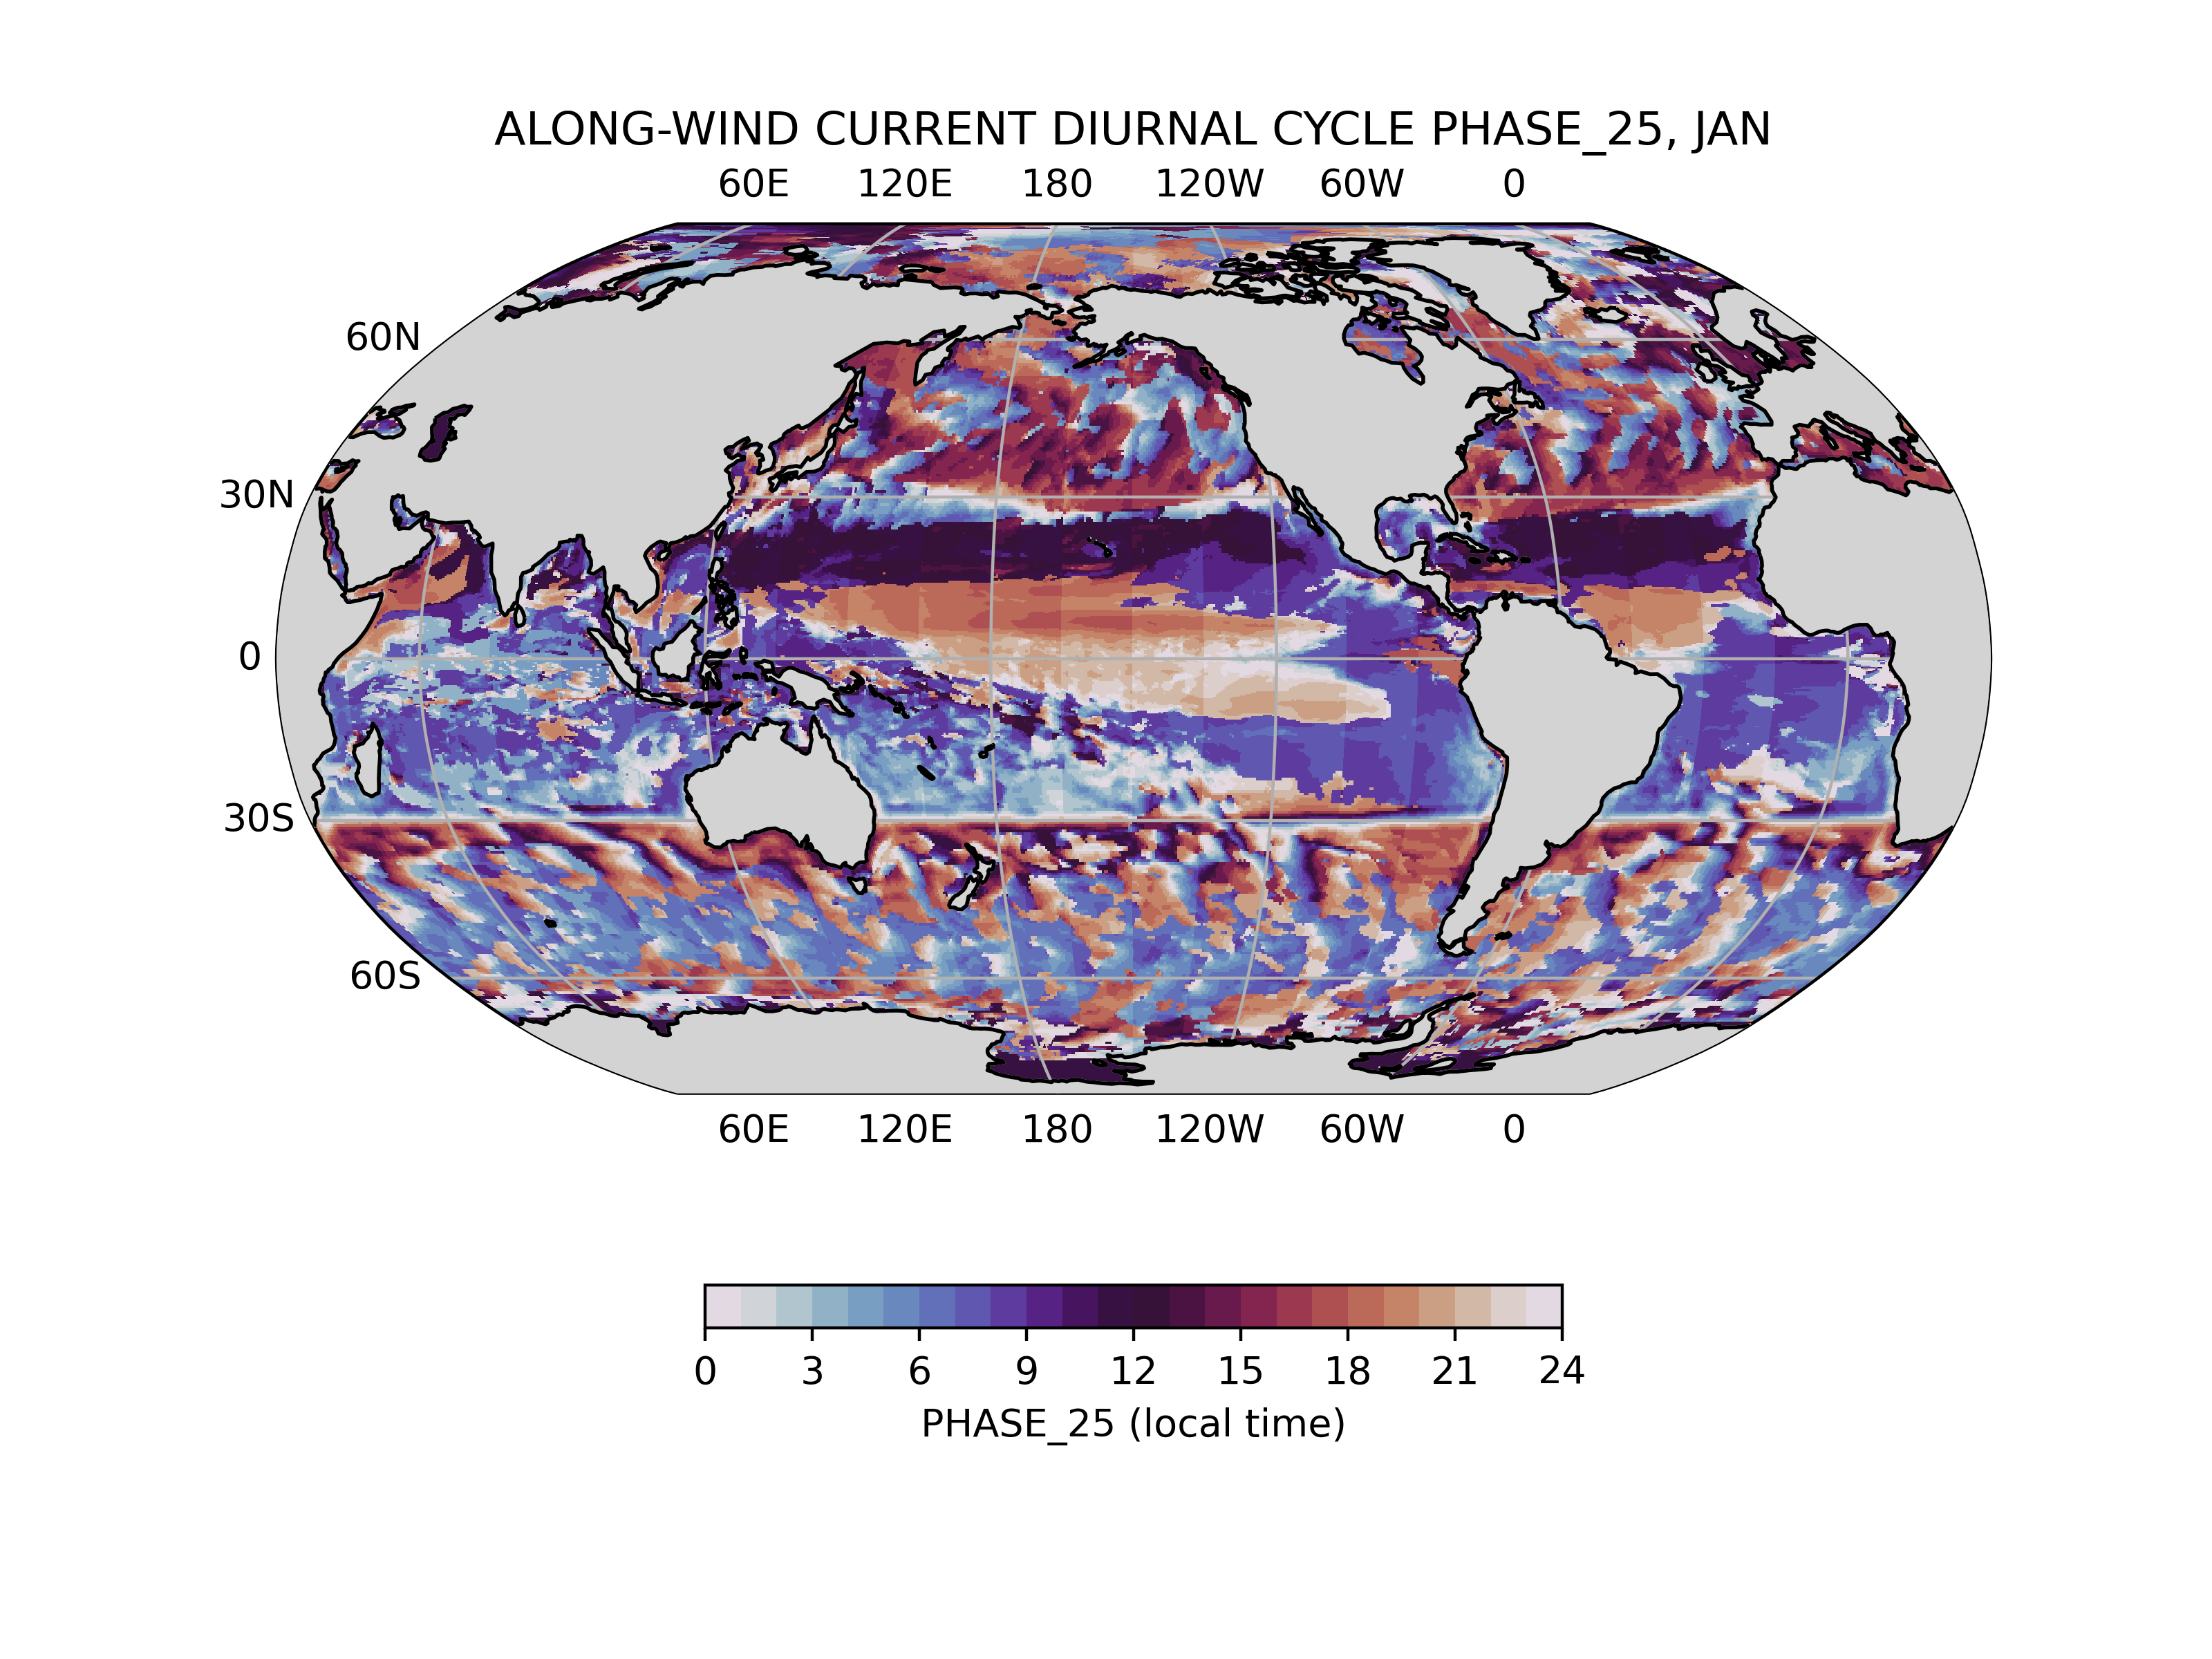 ALONG-WIND CURRENT DIURNAL CYCLE PHASE_25, JAN
60E 120E 180 120W 60W 0
60N
30N
0
30S
60S
60E 120E 180 120W 60W 0
0 3 6 9 12 15 18 21 24
PHASE_25 (local time)